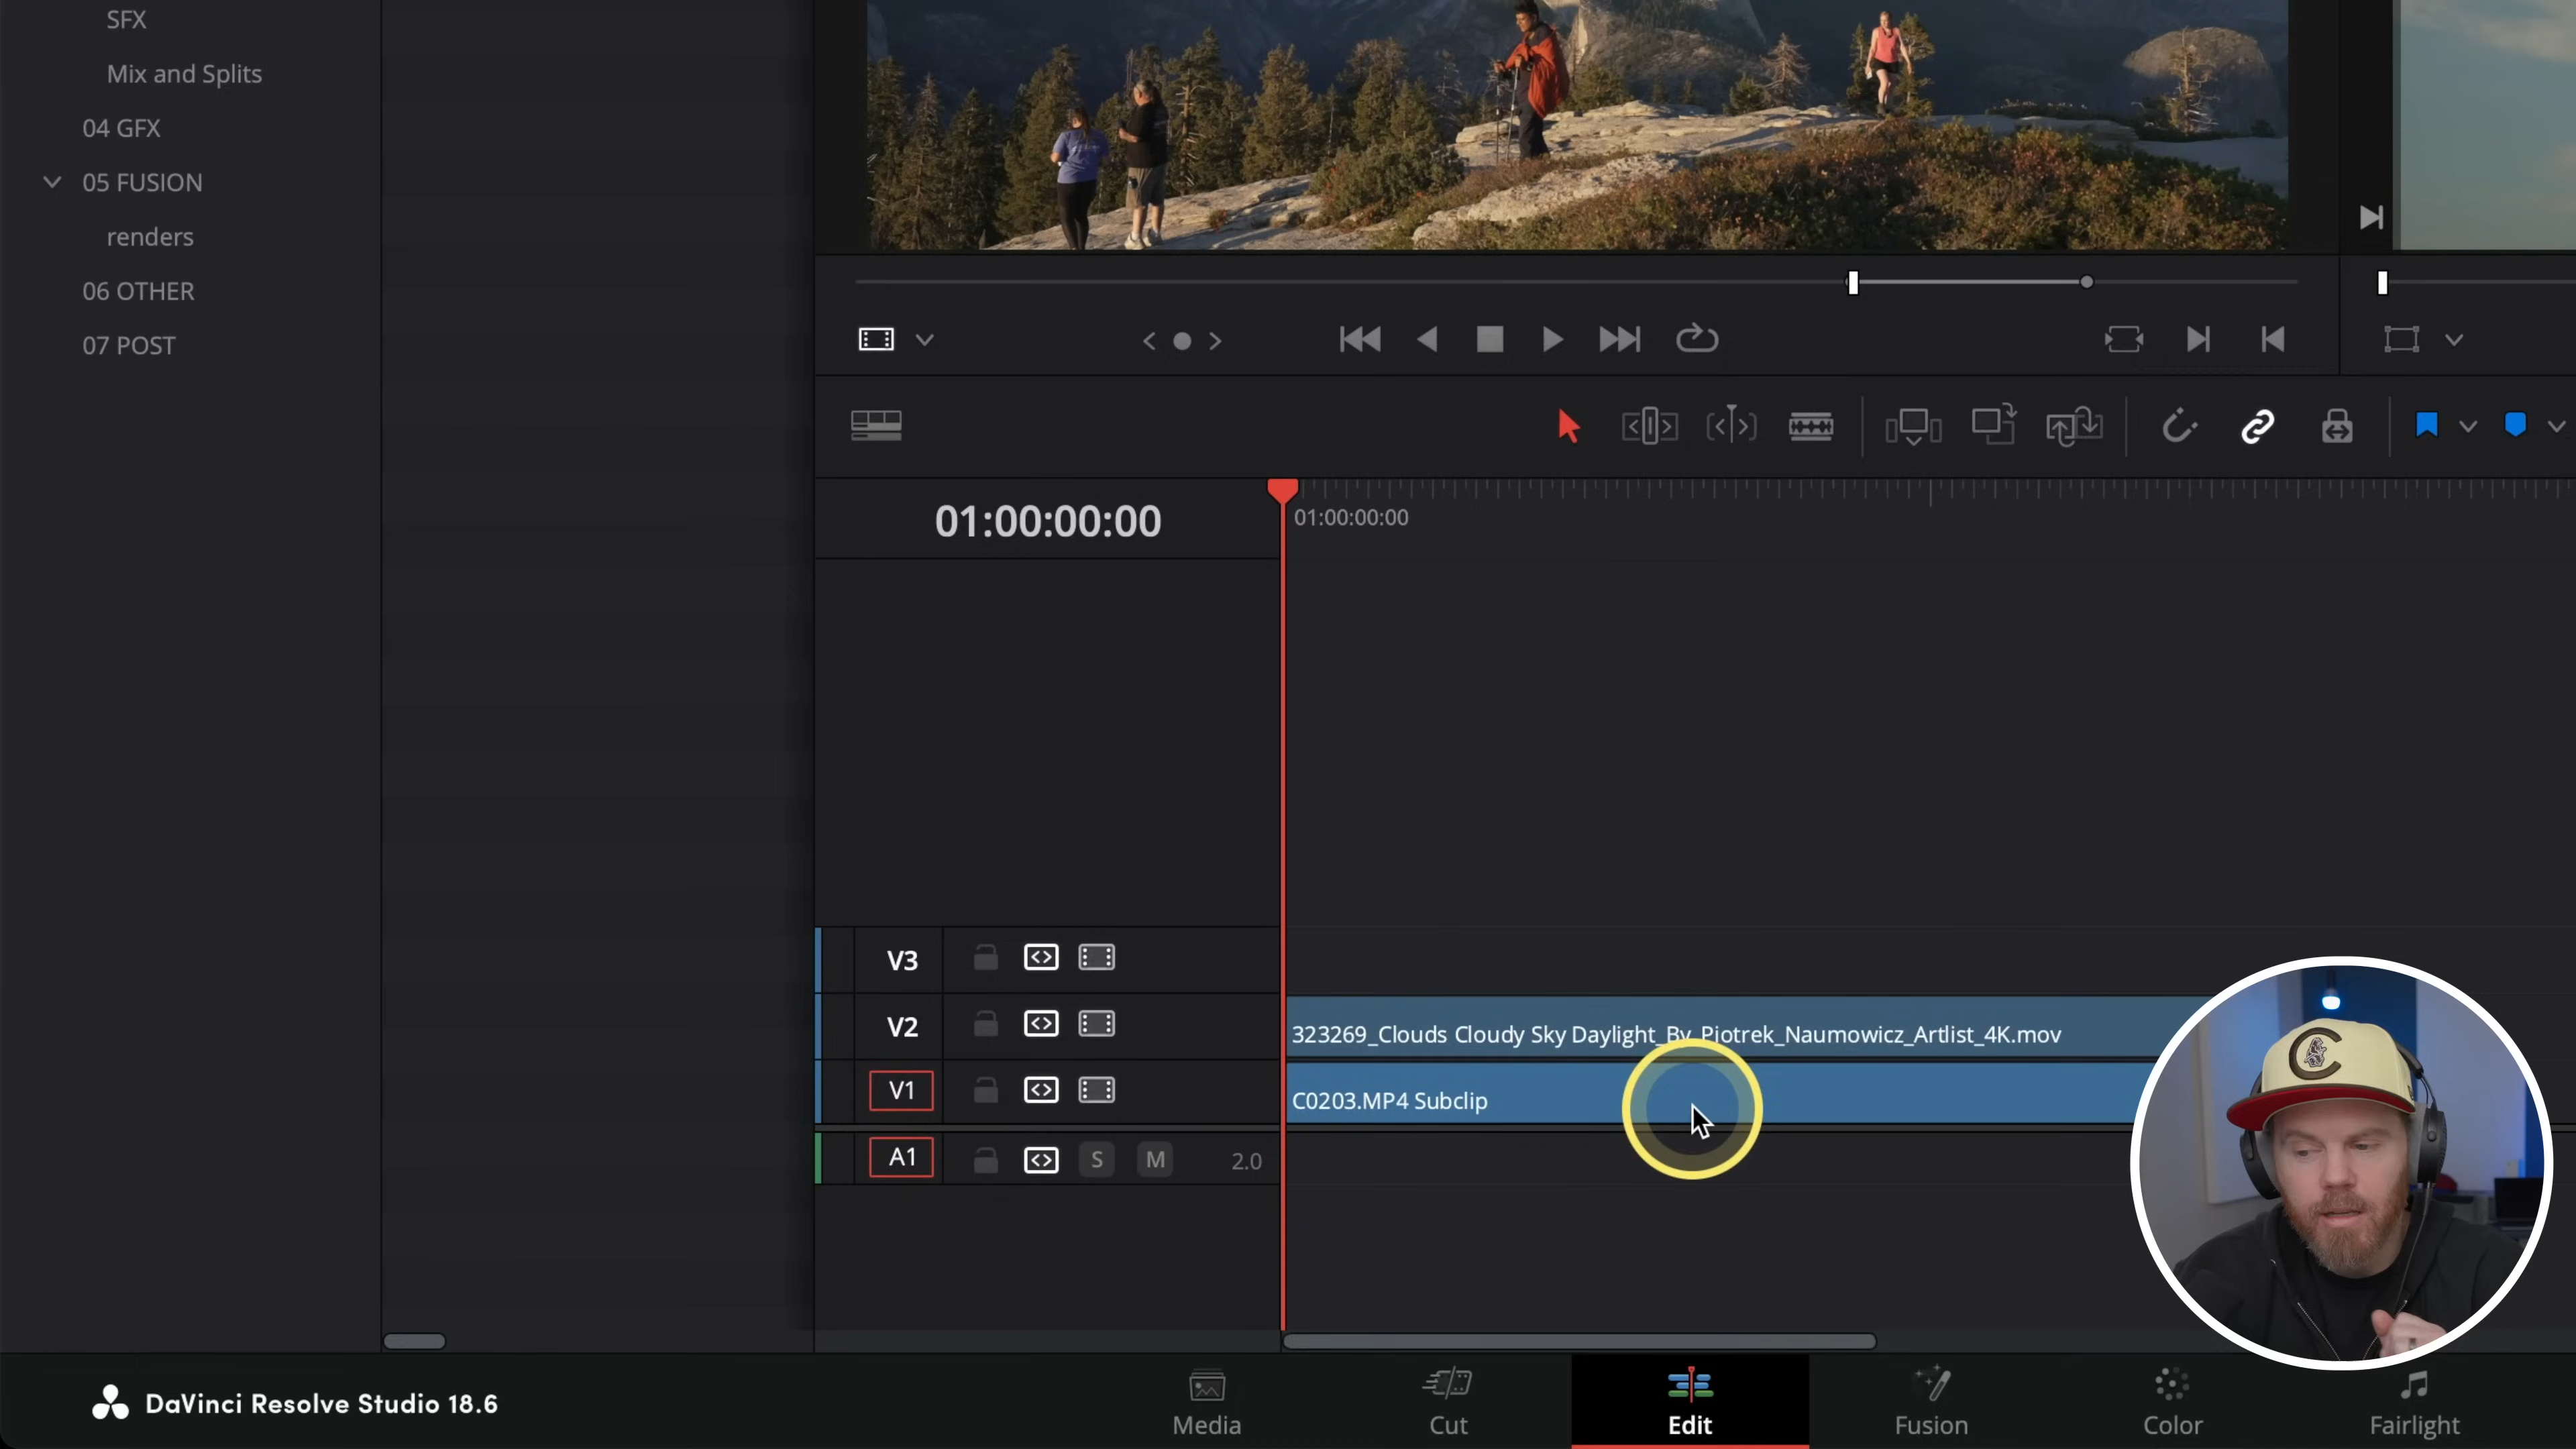 SFX
Mix and Splits
04 GFX
05 FUSION
renders
06 OTHER
07 POST
01:00:00:00
01:00:00:00
V3
V2
323269_Clouds Cloudy Sky Daylight_By_Piotrek_Naumowicz_Artlist_4K.mov
V1
C0203.MP4 Subclip
A1
S
M
2.0
C
DaVinci Resolve Studio 18.6
Media
Cut
Edit
Fusion
Color
Fairlight